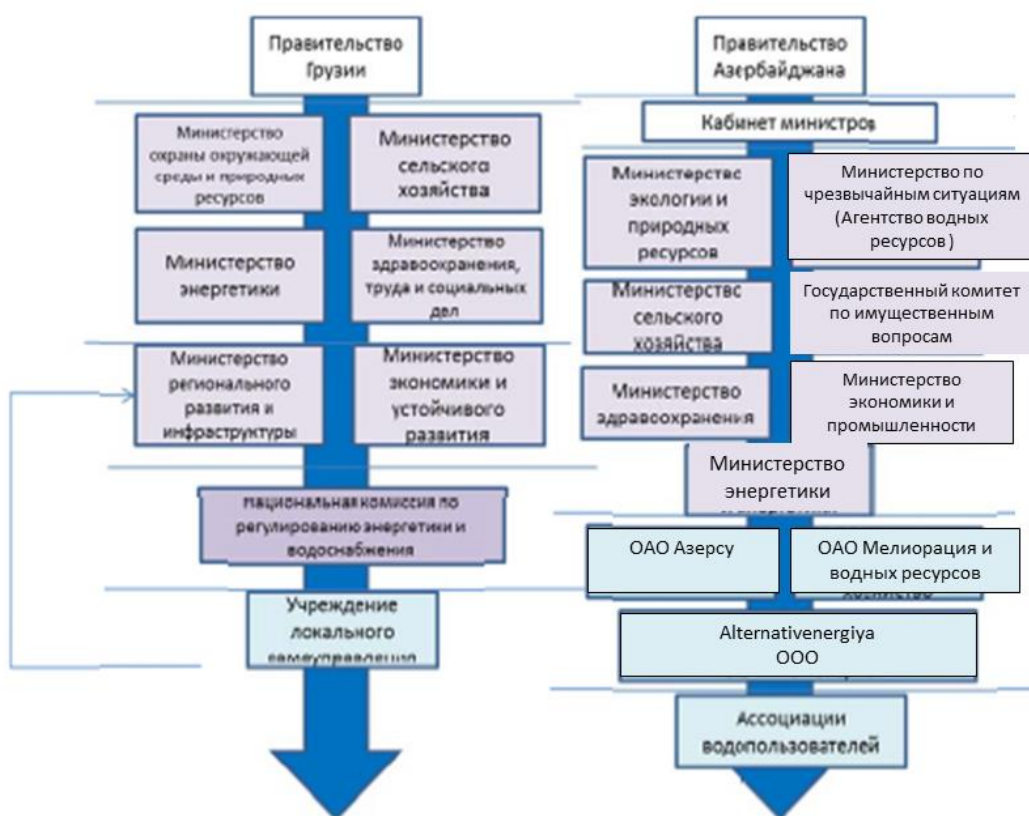 Правительство
Грузии
Министерство
охраны окружающей
среды и природных
ресурсов
Министерство
сельского
хозяйства
Министерство
энергетики
Министерство
здравоохранения,
труда и социальных
дел
Министерство
регионального
развития и
инфраструктуры
Министерство
экономики и
устойчивого
развития
Национальная комиссия по
регулированию энергетики и
водоснабжения
Учреждение
локального
самоуправления
Правительство
Азербайджана
Кабинет министров
Министерство
экологии и
природных
ресурсов
Министерство по
чрезвычайным ситуациям
(Агентство водных
ресурсов )
Министерство
сельского
хозяйства
Государственный комитет
по имущественным
вопросам
Министерство
здравоохранения
Министерство
экономики и
промышленности
Министерство
энергетики
ОАО Азерсу
ОАО Мелиорация и
водных ресурсов
Alternativenergiya
ООО
Ассоциации
водопользователей